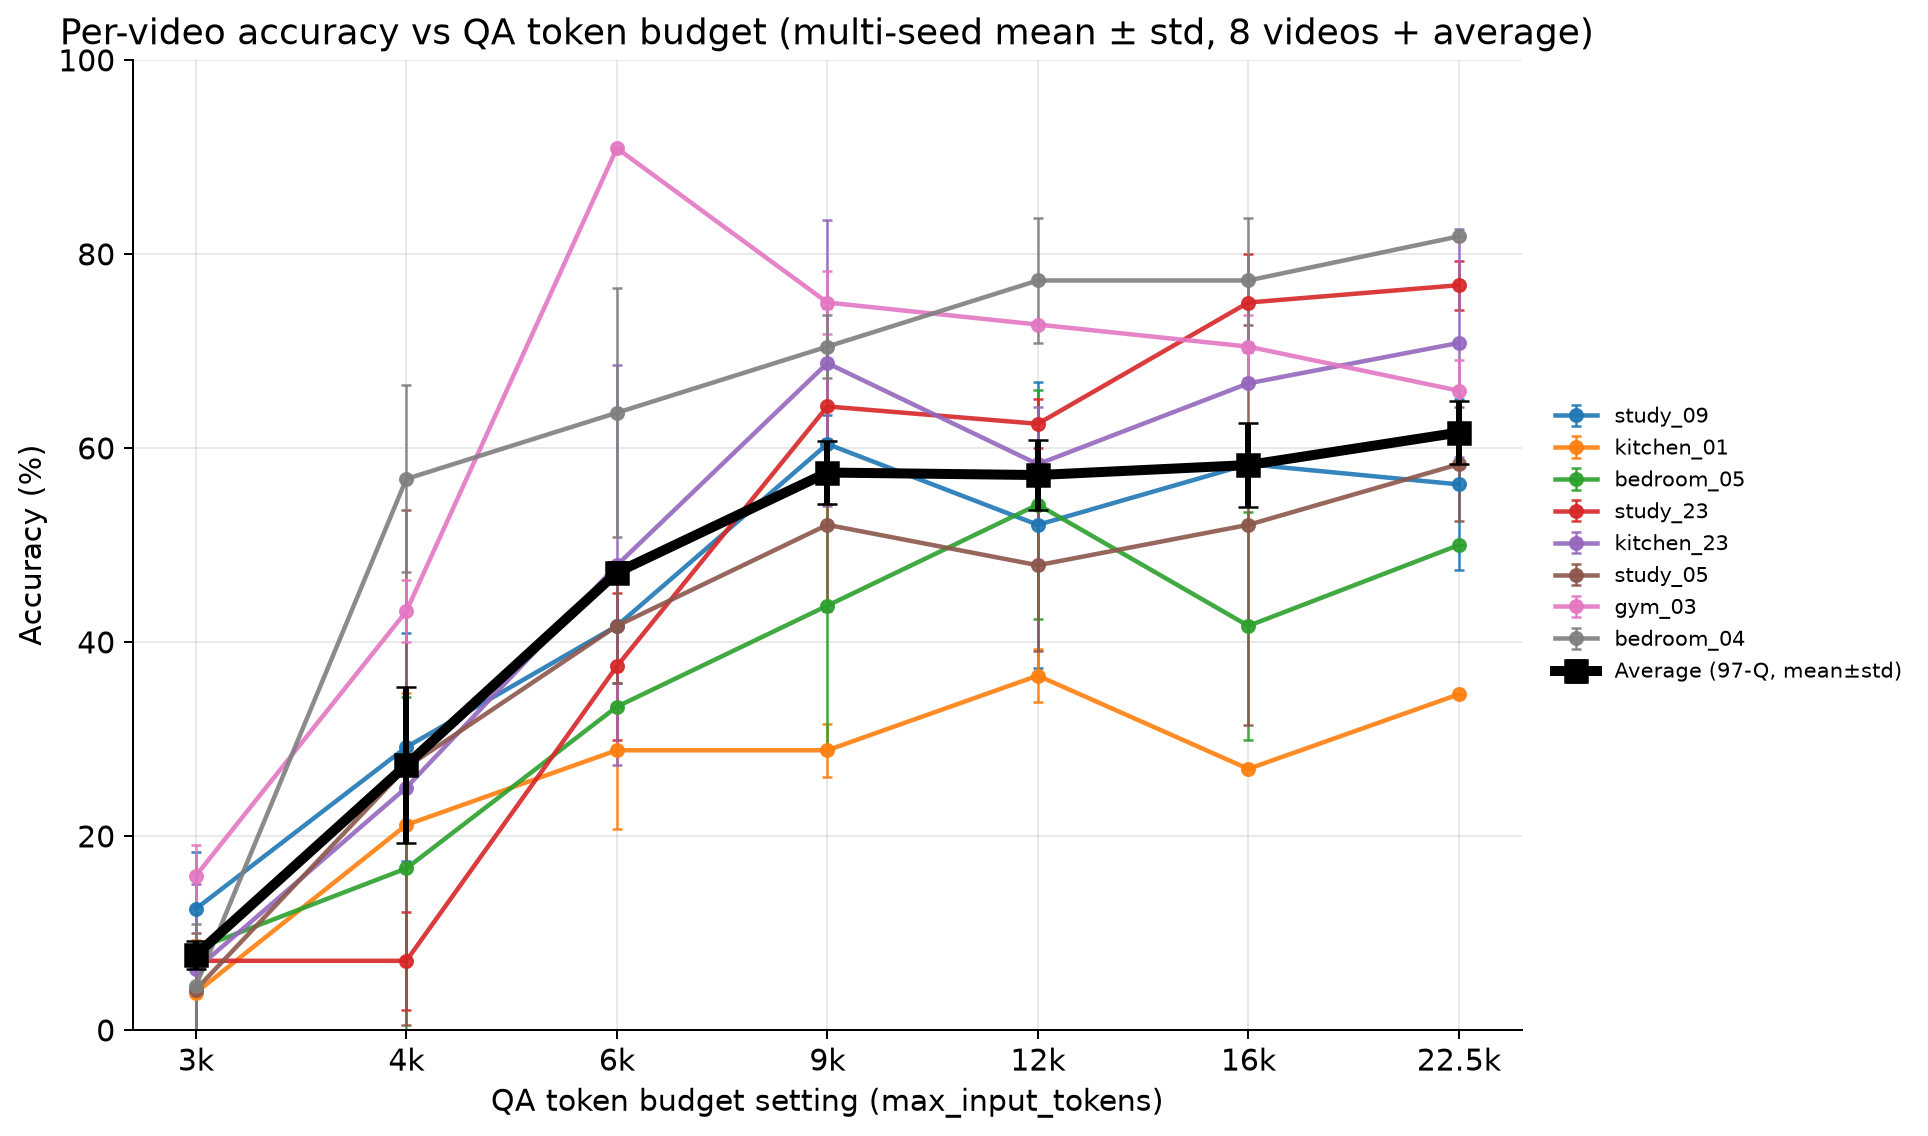 Per-video accuracy vs QA token budget (multi-seed mean ± std, 8 videos + average)
100
80
60
40
20
0
Accuracy (%)
3k 4k 6k 9k 12k 16k 22.5k
QA token budget setting (max_input_tokens)
study_09
kitchen_01
bedroom_05
study_23
kitchen_23
study_05
gym_03
bedroom_04
Average (97-Q, mean±std)